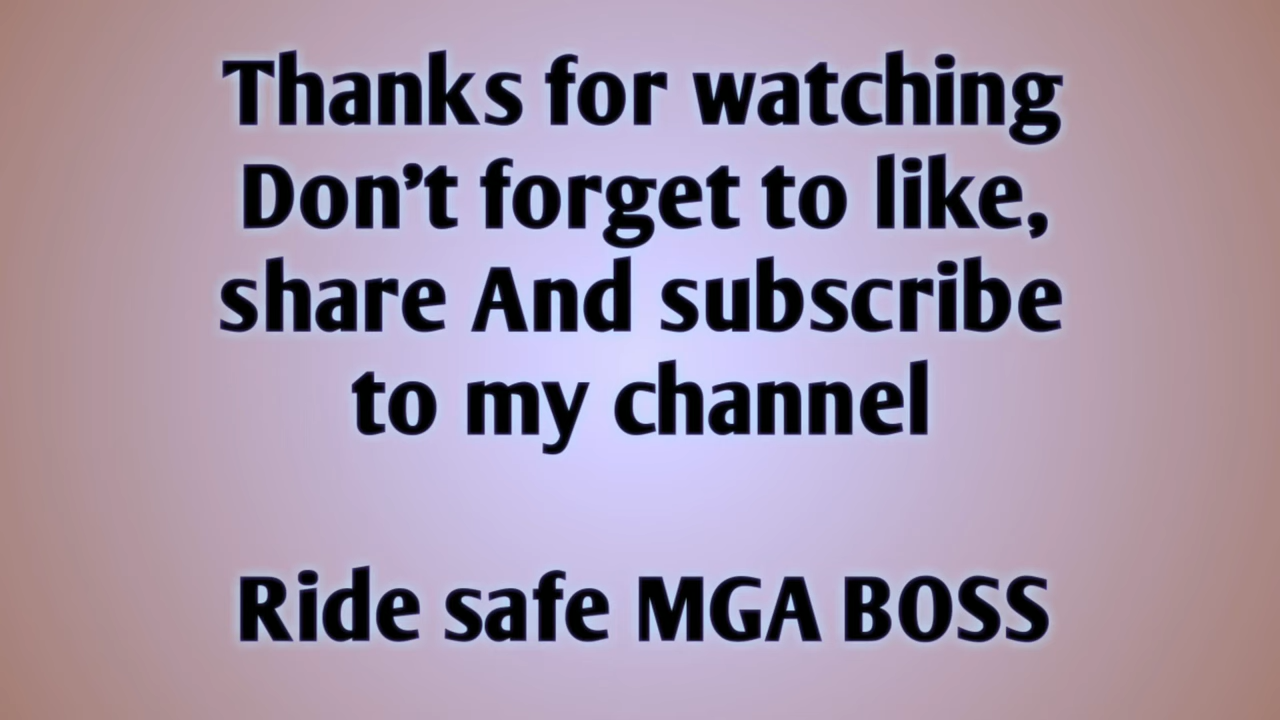 Thanks for watching
Don’t forget to like,
share And subscribe
to my channel
Ride safe MGA BOSS